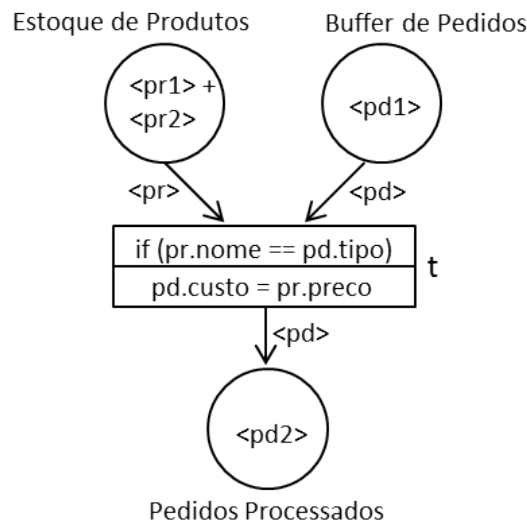 Estoque de Produtos
Buffer de Pedidos
<pr1> +
<pr2>
<pd1>
<pr>
<pd>
if (pr.nome == pd.tipo)
t
pd.custo = pr.preco
<pd>
<pd2>
Pedidos Processados